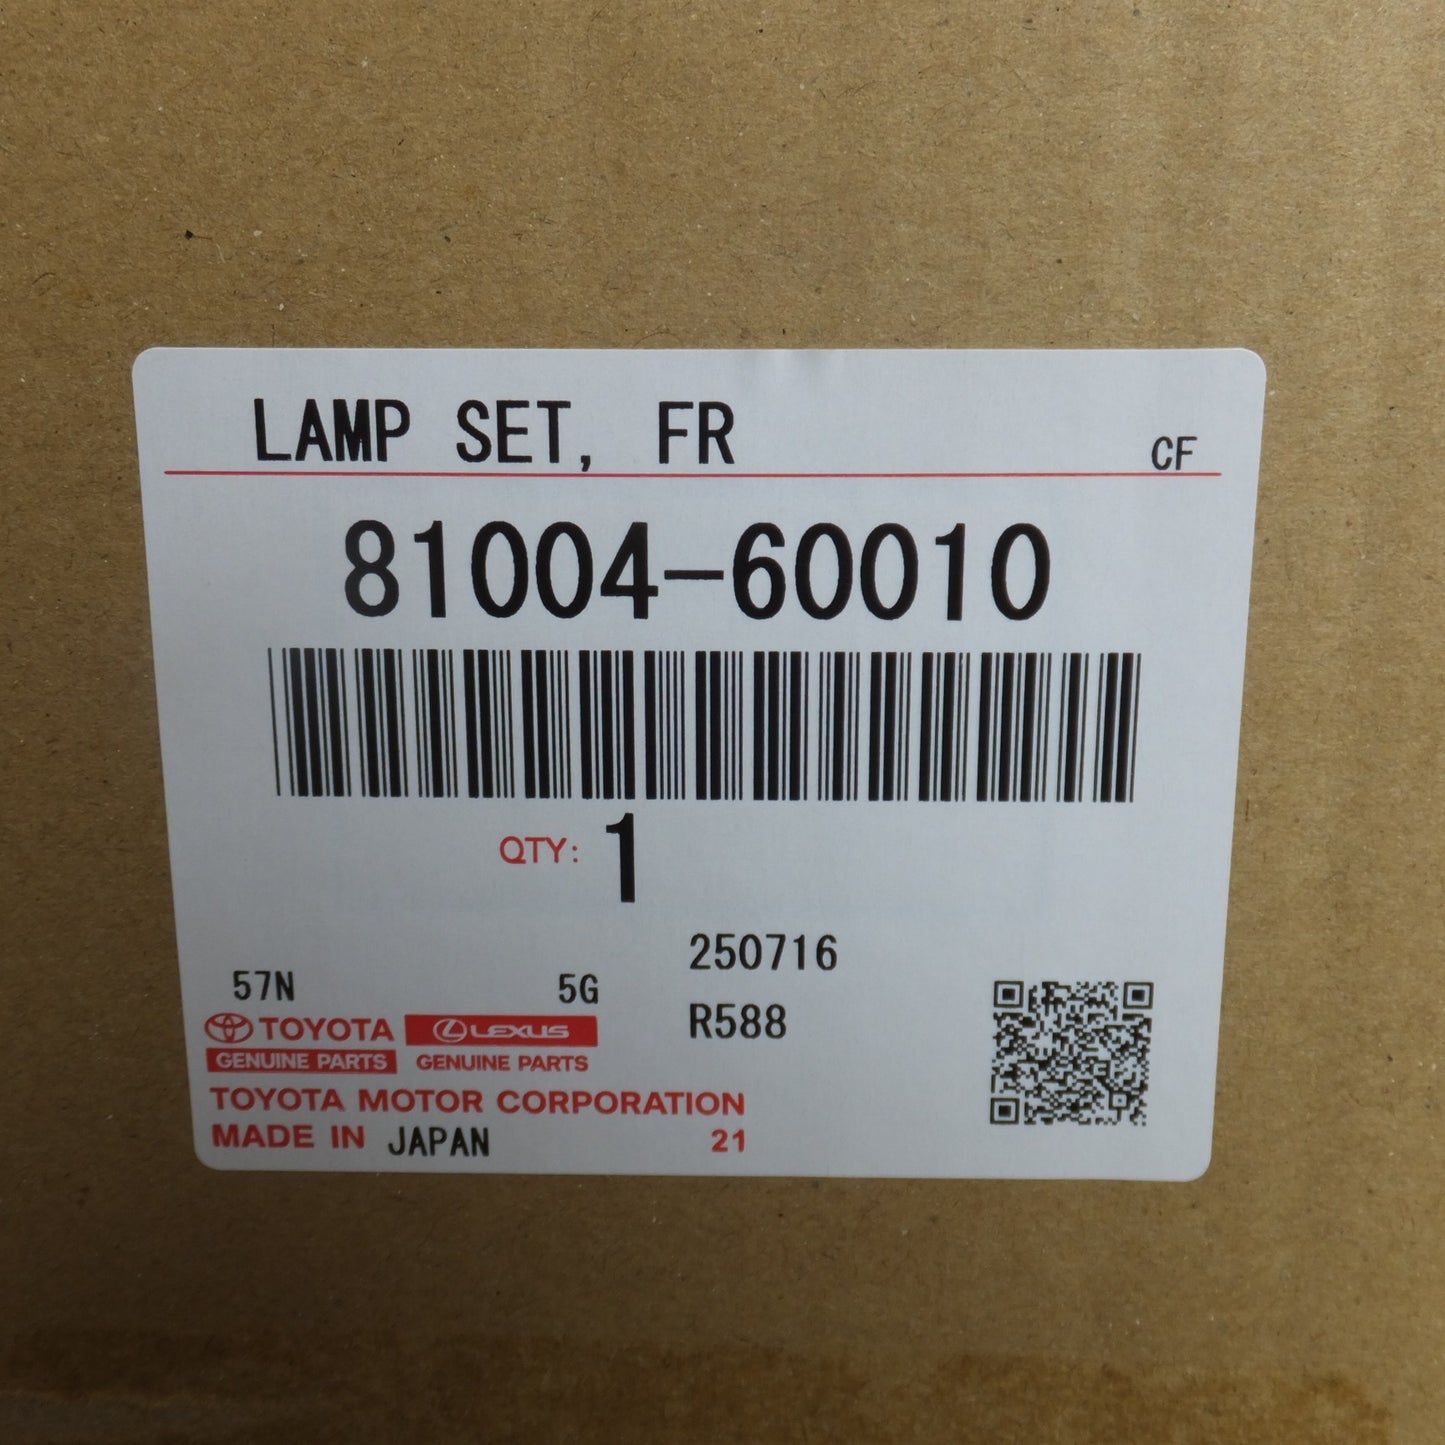 LAMP SET, FR CF
81004-60010
QTY: 1
250716
57N 5G
R588
TOYOTA LEXUS
GENUINE PARTS GENUINE PARTS
TOYOTA MOTOR CORPORATION
MADE IN JAPAN 21